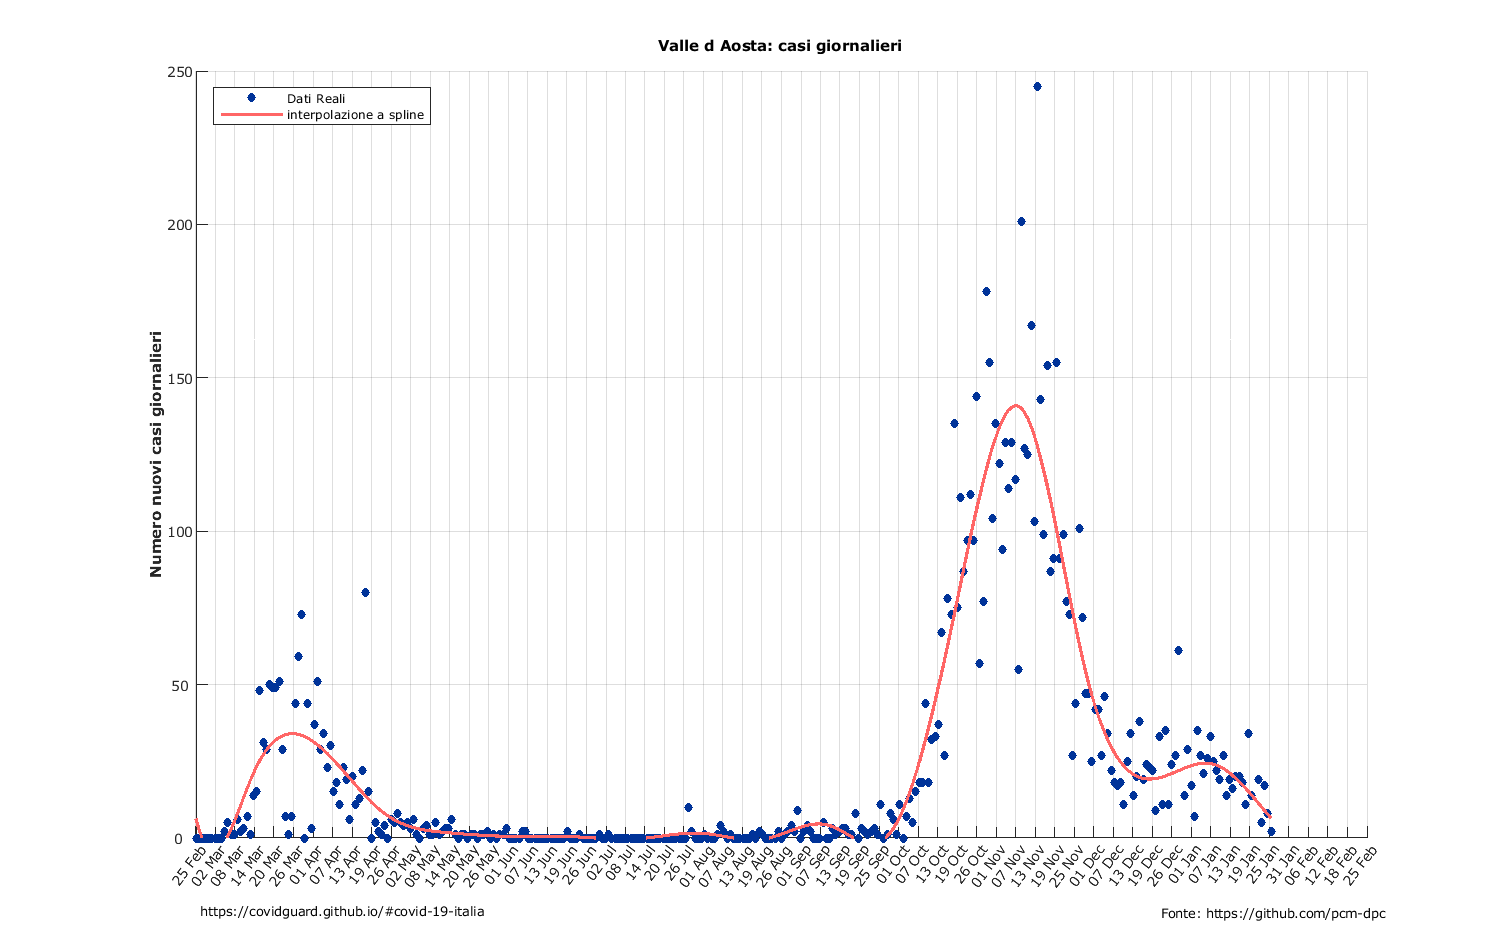 Valle d Aosta: casi giornalieri
Dati Reali
interpolazione a spline
Numero nuovi casi giornalieri
250
200
150
100
50
0
25 Feb
02 Mar
08 Mar
14 Mar
20 Mar
26 Mar
01 Apr
07 Apr
13 Apr
19 Apr
26 Apr
02 May
08 May
14 May
20 May
26 May
01 Jun
07 Jun
13 Jun
19 Jun
26 Jun
02 Jul
08 Jul
14 Jul
20 Jul
26 Jul
01 Aug
07 Aug
13 Aug
19 Aug
26 Aug
01 Sep
07 Sep
13 Sep
19 Sep
25 Sep
01 Oct
07 Oct
13 Oct
19 Oct
26 Oct
01 Nov
07 Nov
13 Nov
19 Nov
25 Nov
25 Dec
01 Dec
07 Dec
13 Dec
19 Dec
26 Dec
01 Jan
07 Jan
13 Jan
19 Jan
25 Jan
31 Feb
06 Feb
12 Feb
18 Feb
25 Feb
https://covidguard.github.io/#covid-19-italia
Fonte: https://github.com/pcm-dpc